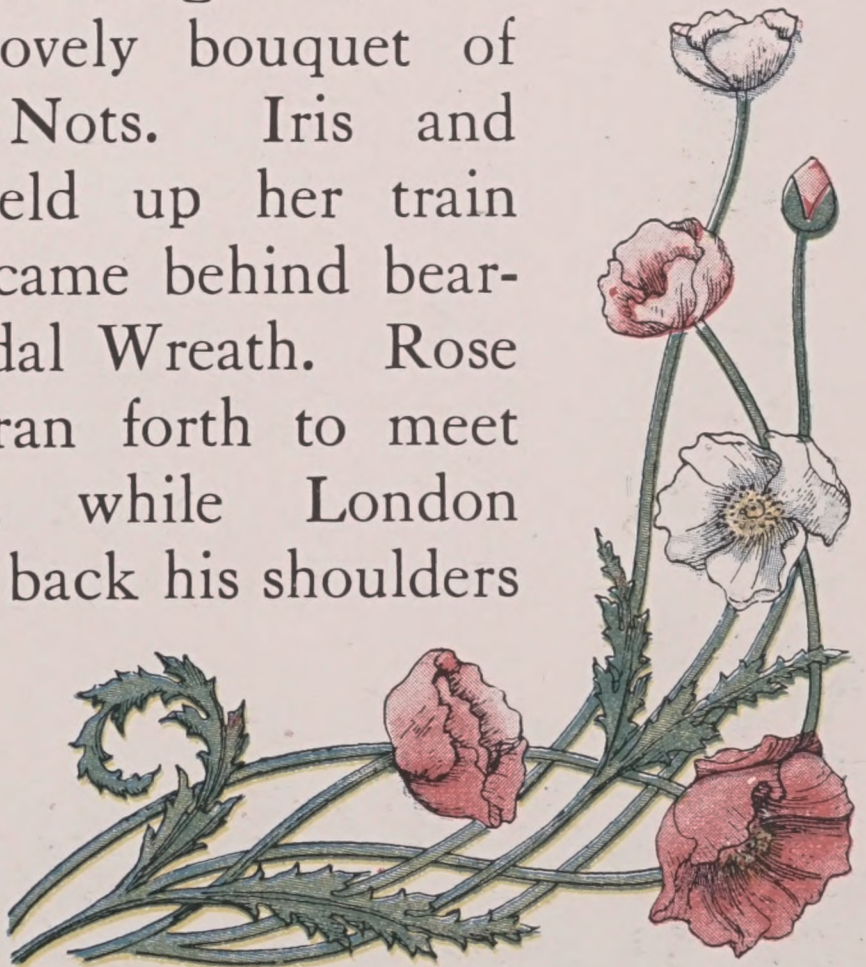 ovely bouquet of
Nots. Iris and
eld up her train
came behind bear-
dal Wreath. Rose
ran forth to meet
while London
back his shoulders